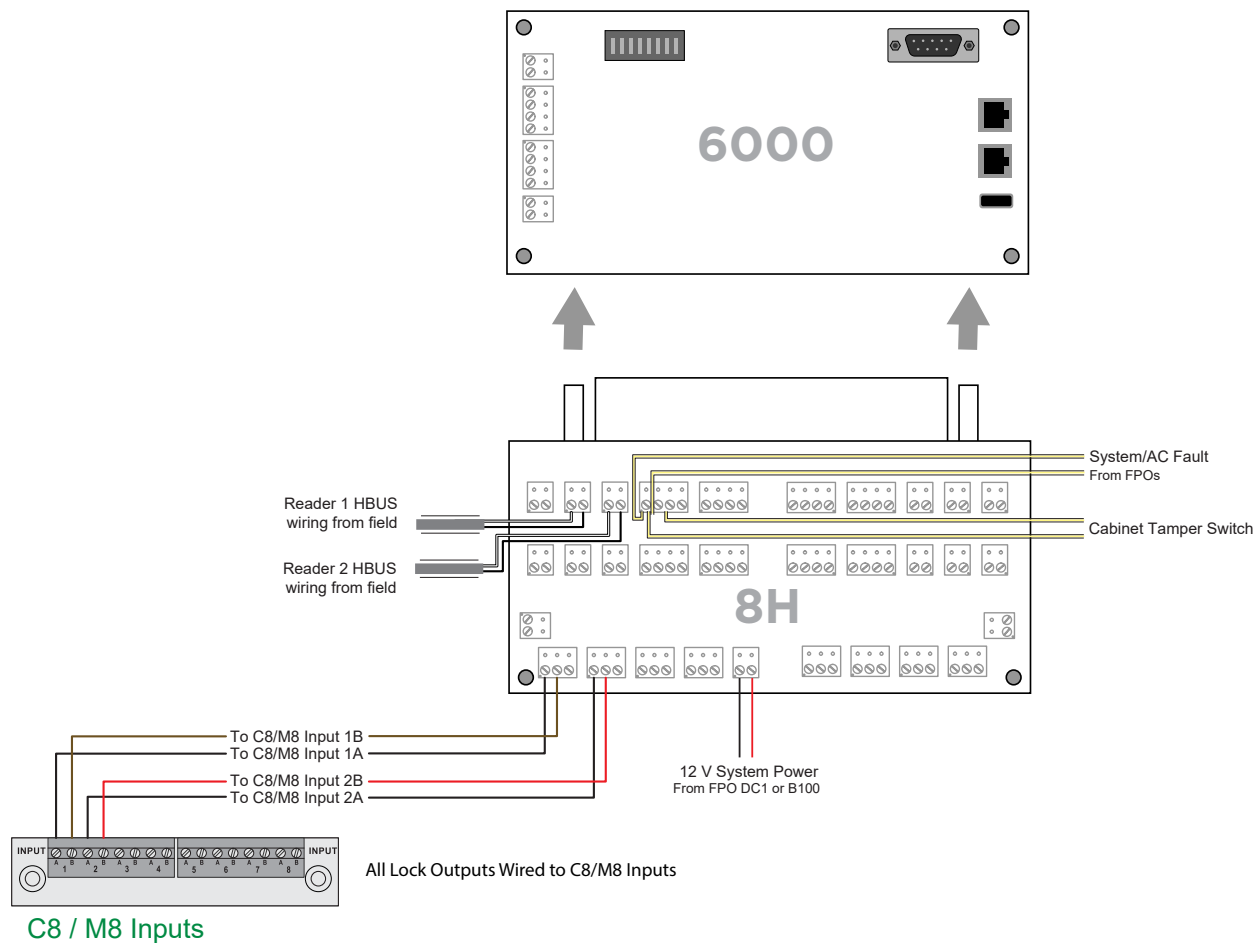 6000
System/AC Fault
From FPOs
Reader 1 HBUS
wiring from field
Cabinet Tamper Switch
Reader 2 HBUS
wiring from field
8H
To C8/M8 Input 1B
To C8/M8 Input 1A
To C8/M8 Input 2B
To C8/M8 Input 2A
12 V System Power
From FPO DC1 or B100
INPUT
A B A B A B A B
1 2 3 4
A B A B A B A B
5 6 7 8
INPUT
All Lock Outputs Wired to C8/M8 Inputs
C8 / M8 Inputs